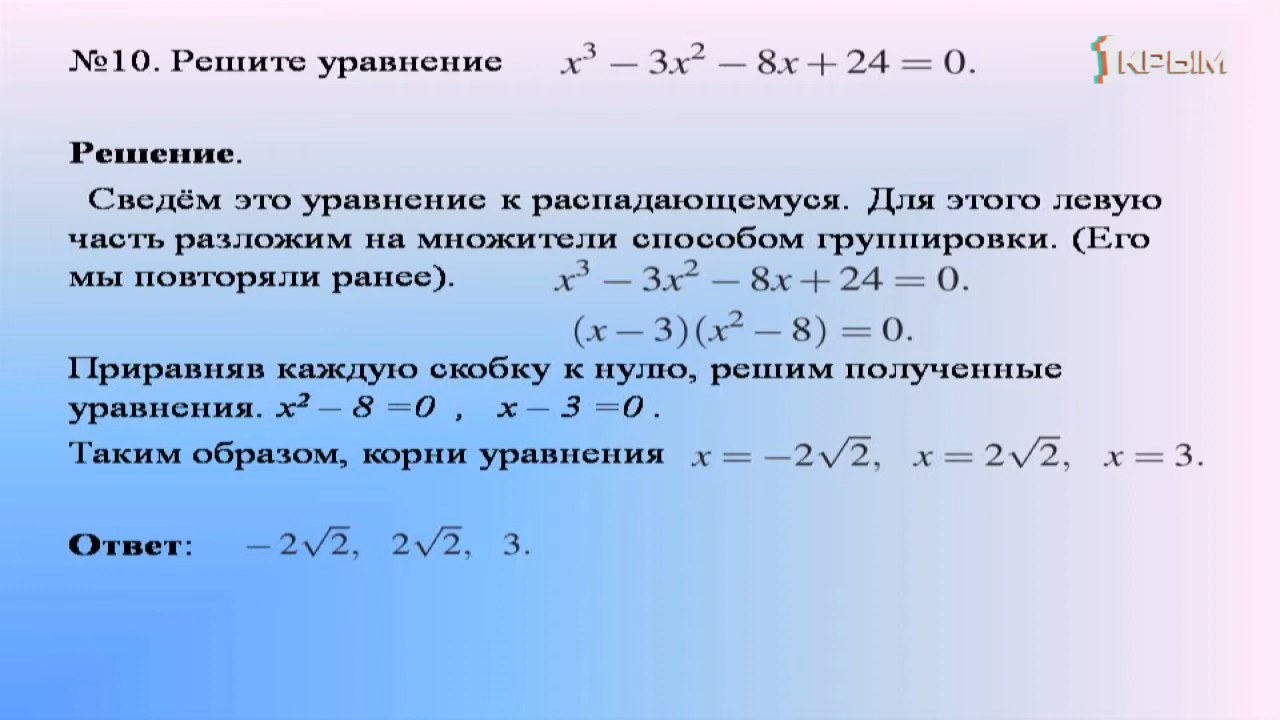 №10. Решите уравнение x³ − 3x² − 8x + 24 = 0.
1 КРЫМ
Решение.
Сведём это уравнение к распадающемуся. Для этого левую
часть разложим на множители способом группировки. (Его
мы повторяли ранее). x³ − 3x² − 8x + 24 = 0.
(x − 3)(x² − 8) = 0.
Приравняв каждую скобку к нулю, решим полученные
уравнения. x² – 8 =0 , x – 3 =0 .
Таким образом, корни уравнения x = −2√2, x = 2√2, x = 3.
Ответ: − 2√2, 2√2, 3.